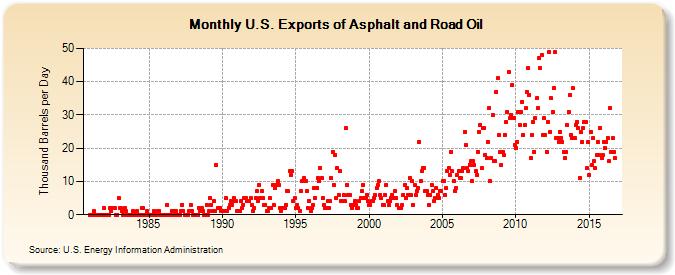 Monthly U.S. Exports of Asphalt and Road Oil
Thousand Barrels per Day
50
40
30
20
10
0
1985 1990 1995 2000 2005 2010 2015
Source: U.S. Energy Information Administration